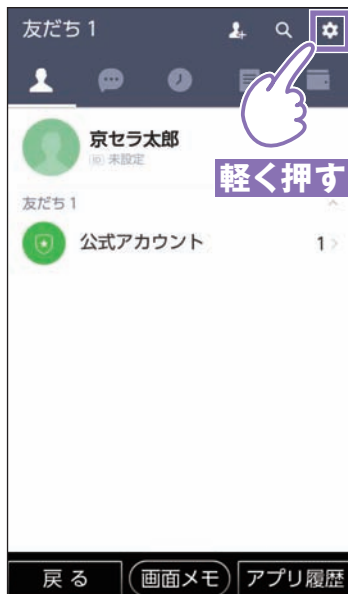 友だち 1
京セラ太郎
ID 未設定
軽く押す
友だち 1
公式アカウント 1
戻る 画面メモ アプリ履歴